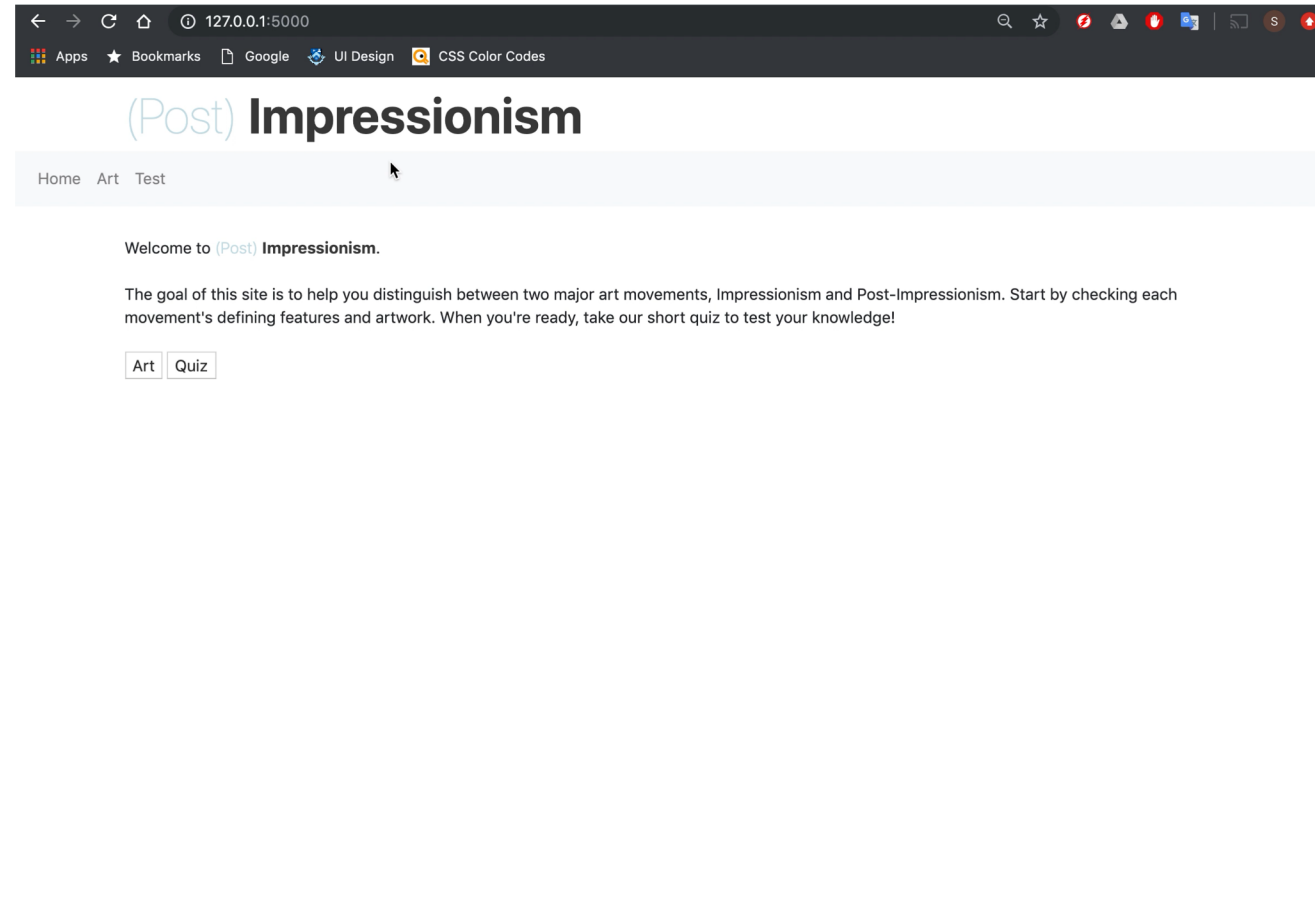 127.0.0.1:5000
S
Apps Bookmarks Google UI Design CSS Color Codes
(Post) Impressionism
Home Art Test
Welcome to (Post) Impressionism.
The goal of this site is to help you distinguish between two major art movements, Impressionism and Post-Impressionism. Start by checking each
movement's defining features and artwork. When you're ready, take our short quiz to test your knowledge!
Art Quiz